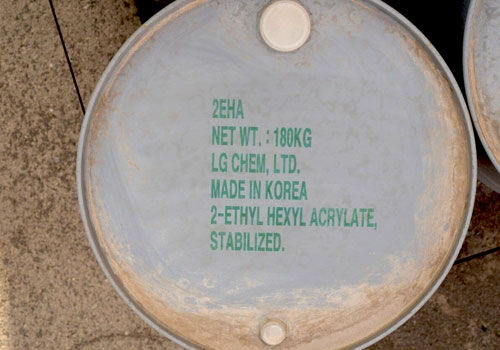 2EHA
NET WT. : 180KG
LG CHEM, LTD.
MADE IN KOREA
2-ETHYL HEXYL ACRYLATE,
STABILIZED.